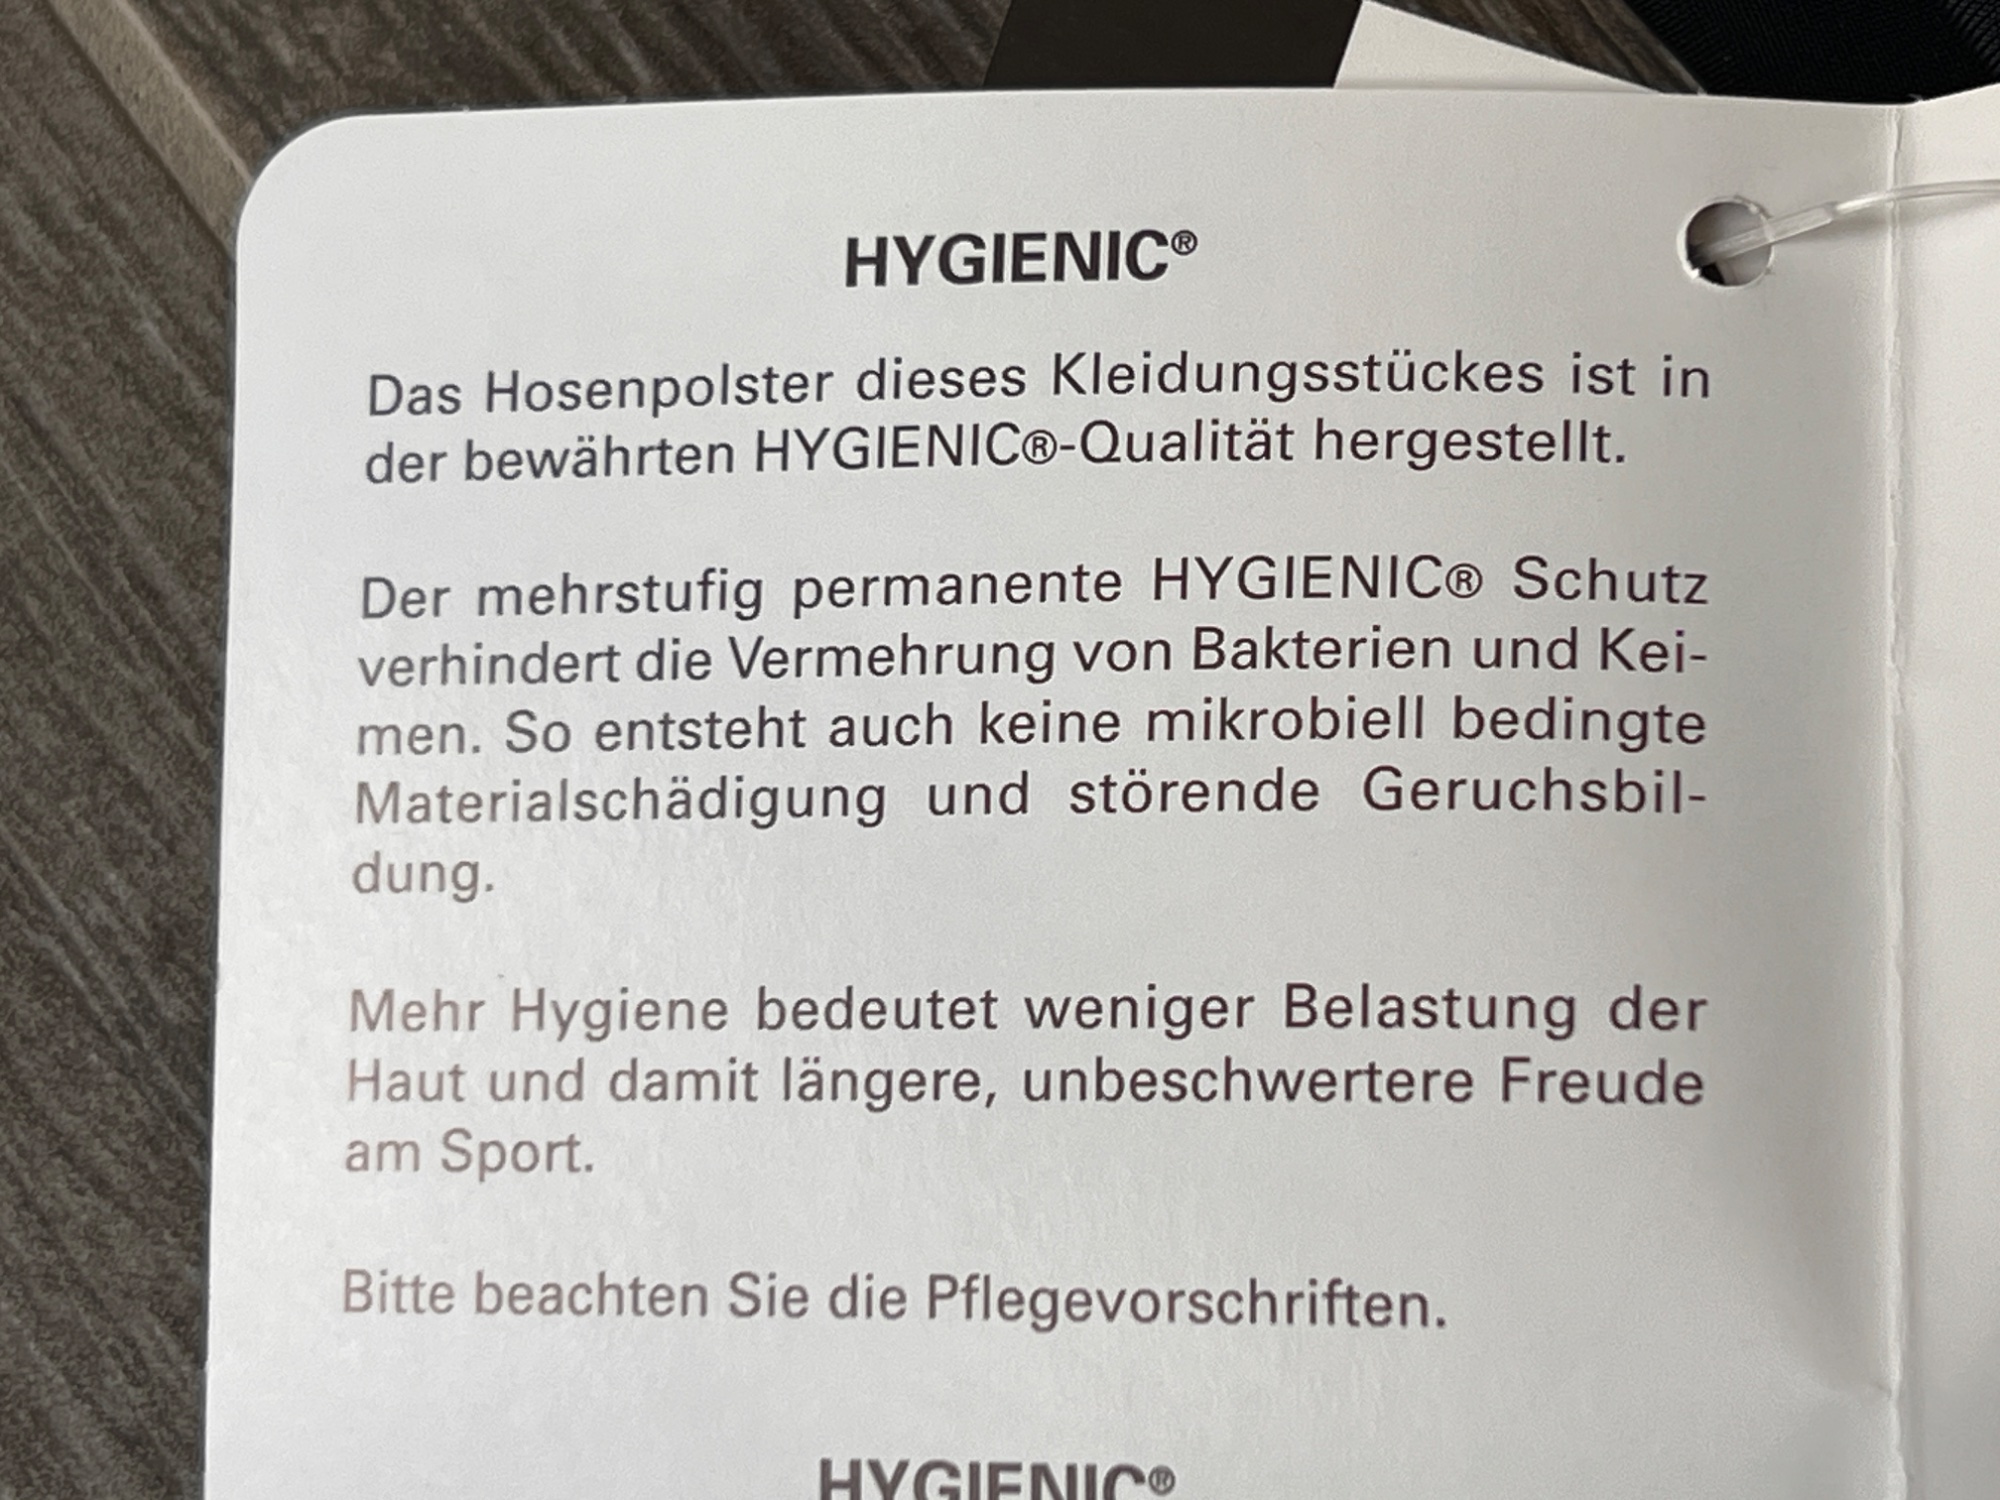 HYGIENIC®
Das Hosenpolster dieses Kleidungsstückes ist in
der bewährten HYGIENIC®-Qualität hergestellt.
Der mehrstufig permanente HYGIENIC® Schutz
verhindert die Vermehrung von Bakterien und Kei-
men. So entsteht auch keine mikrobiell bedingte
Materialschädigung und störende Geruchsbil-
dung.
Mehr Hygiene bedeutet weniger Belastung der
Haut und damit längere, unbeschwertere Freude
am Sport.
Bitte beachten Sie die Pflegevorschriften.
HYGIENIC®